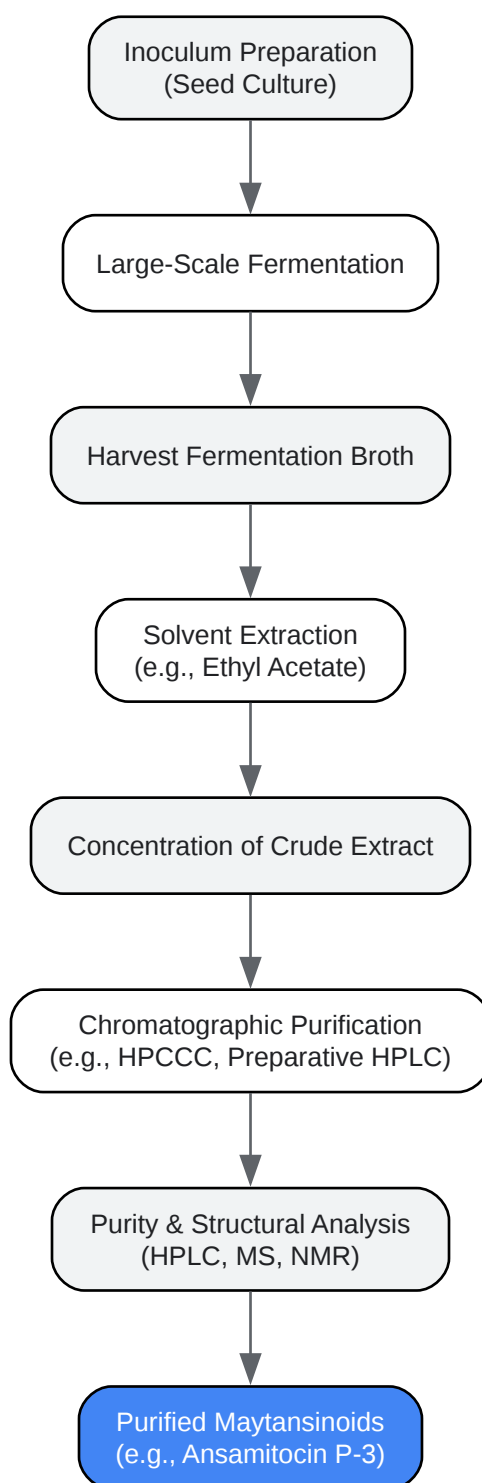 Inoculum Preparation
(Seed Culture)
Large-Scale Fermentation
Harvest Fermentation Broth
Solvent Extraction
(e.g., Ethyl Acetate)
Concentration of Crude Extract
Chromatographic Purification
(e.g., HPCCC, Preparative HPLC)
Purity & Structural Analysis
(HPLC, MS, NMR)
Purified Maytansinoids
(e.g., Ansamitocin P-3)